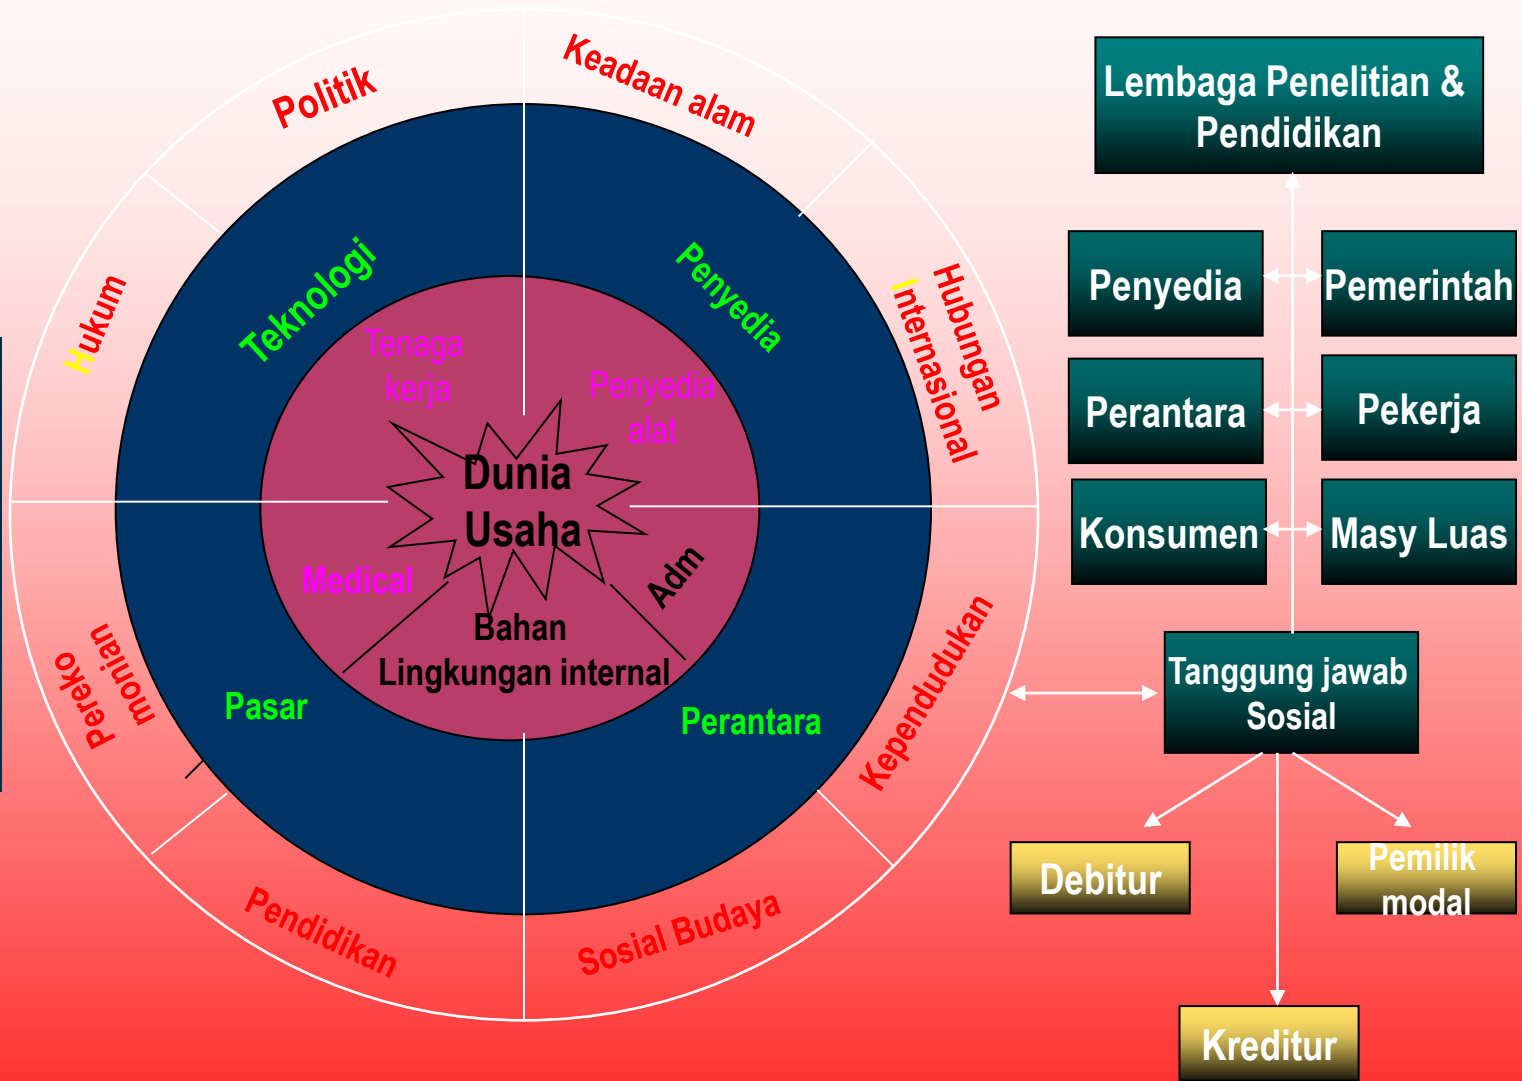 Politik
Keadaan alam
Hukum
Hubungan
Internasional
Pereko
monian
Kependudukan
Pendidikan
Sosial Budaya
Teknologi
Penyedia
Pasar
Perantara
Tenaga
kerja
Penyedia
alat
Dunia
Usaha
Medical
Adm
Bahan
Lingkungan internal
Lembaga Penelitian &
Pendidikan
Penyedia
Pemerintah
Perantara
Pekerja
Konsumen
Masy Luas
Tanggung jawab
Sosial
Debitur
Pemilik
modal
Kreditur